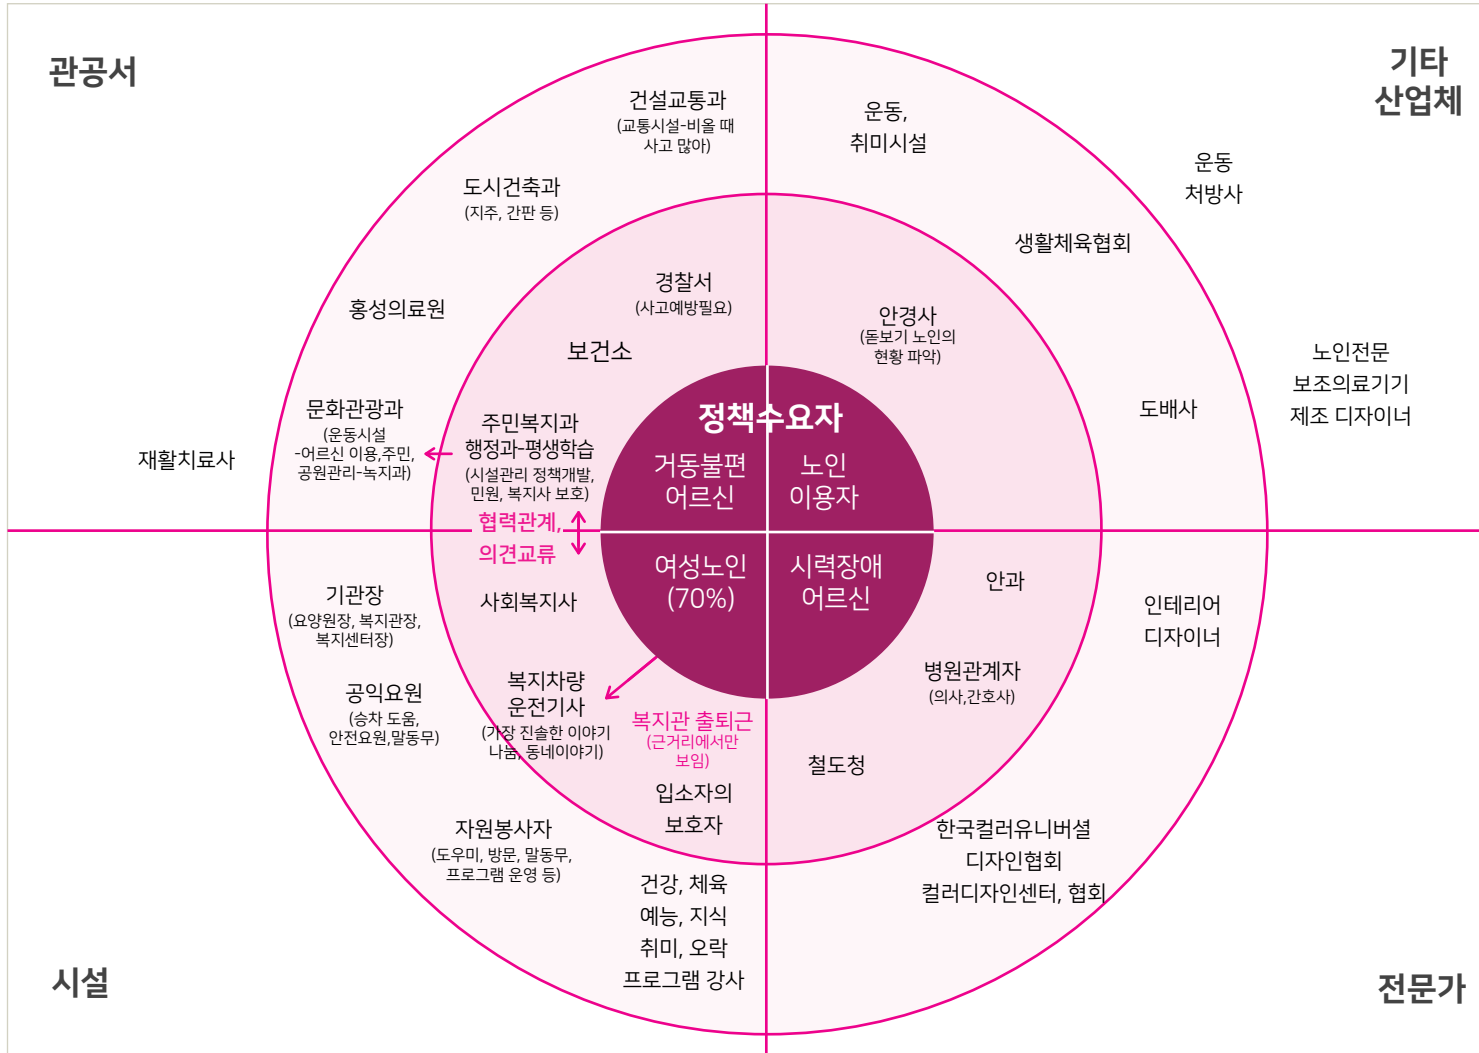 관공서
건설교통과
(교통시설-비올 때
사고 많아)
도시건축과
(지주, 간판 등)
홍성의료원
문화관광과
(운동시설
-어르신 이용,주민,
공원관리-녹지과)
재활치료사
경찰서
(사고예방필요)
보건소
주민복지과
행정과-평생학습
(시설관리 정책개발,
민원, 복지사 보호)
기타
산업체
운동,
취미시설
운동
처방사
생활체육협회
안경사
(돋보기 노인의
현황 파악)
도배사
노인전문
보조의료기기
제조 디자이너
정책수요자
거동불편
어르신
노인
이용자
여성노인
(70%)
시력장애
어르신
협력관계,
의견교류
사회복지사
기관장
(요양원장, 복지관장,
복지센터장)
공익요원
(승차 도움,
안전요원,말동무)
복지차량
운전기사
(가장 진솔한 이야기
나눔, 동네이야기)
복지관 출퇴근
(근거리에서만
보임)
입소자의
보호자
자원봉사자
(도우미, 방문, 말동무,
프로그램 운영 등)
건강, 체육
예능, 지식
취미, 오락
프로그램 강사
시설
안과
인테리어
디자이너
병원관계자
(의사,간호사)
철도청
한국컬러유니버셜
디자인협회
컬러디자인센터, 협회
전문가